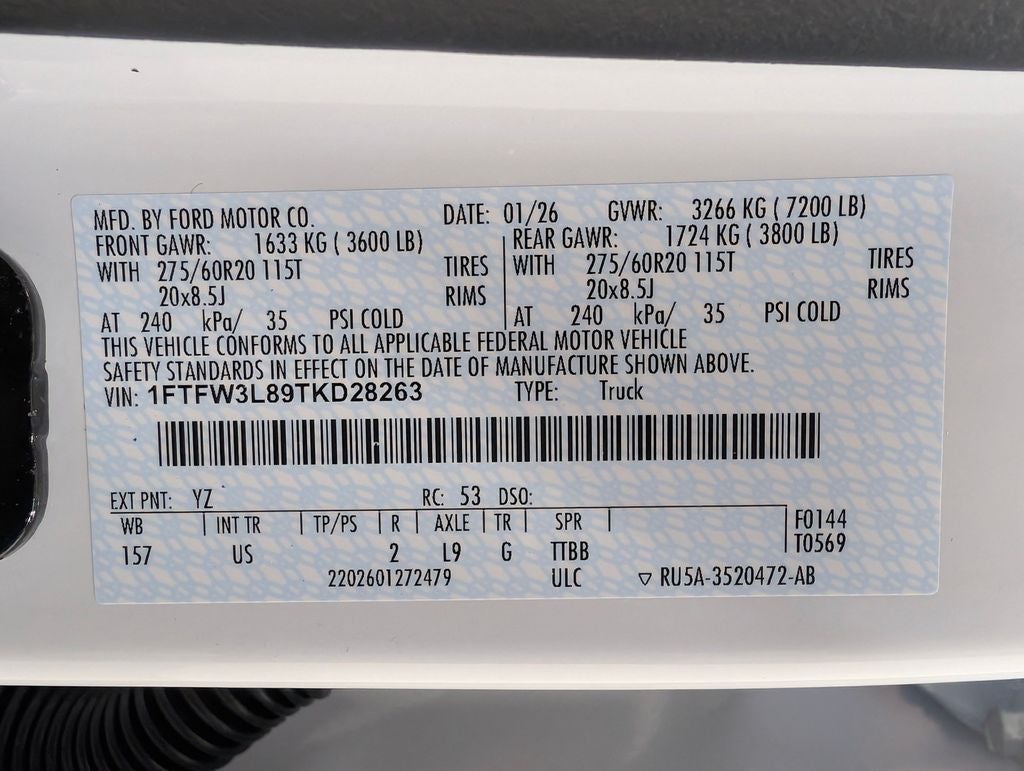 MFD. BY FORD MOTOR CO. DATE: 01/26 GVWR: 3266 KG ( 7200 LB)
FRONT GAWR: 1633 KG ( 3600 LB) REAR GAWR: 1724 KG ( 3800 LB)
WITH 275/60R20 115T TIRES WITH 275/60R20 115T TIRES
20x8.5J RIMS 20x8.5J RIMS
AT 240 kPa/ 35 PSI COLD AT 240 kPa/ 35 PSI COLD
THIS VEHICLE CONFORMS TO ALL APPLICABLE FEDERAL MOTOR VEHICLE
SAFETY STANDARDS IN EFFECT ON THE DATE OF MANUFACTURE SHOWN ABOVE.
VIN: 1FTFW3L89TKD28263 TYPE: Truck
EXT PNT: YZ RC: 53 DSO:
WB INT TR TP/PS R AXLE TR SPR F0144
157 US 2 L9 G TTBB T0569
2202601272479 ULC ▽ RU5A-3520472-AB